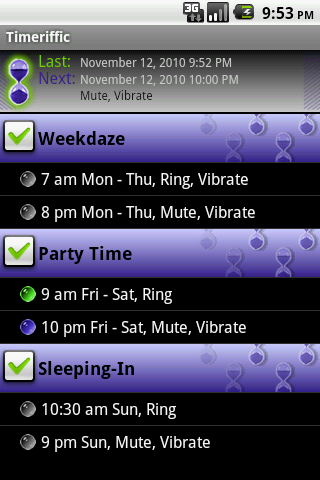 3G 9:53 PM
Timeriffic
Last: November 12, 2010 9:52 PM
Next: November 12, 2010 10:00 PM
Mute, Vibrate
Weekdaze
7 am Mon - Thu, Ring, Vibrate
8 pm Mon - Thu, Mute, Vibrate
Party Time
9 am Fri - Sat, Ring
10 pm Fri - Sat, Mute, Vibrate
Sleeping-In
10:30 am Sun, Ring
9 pm Sun, Mute, Vibrate